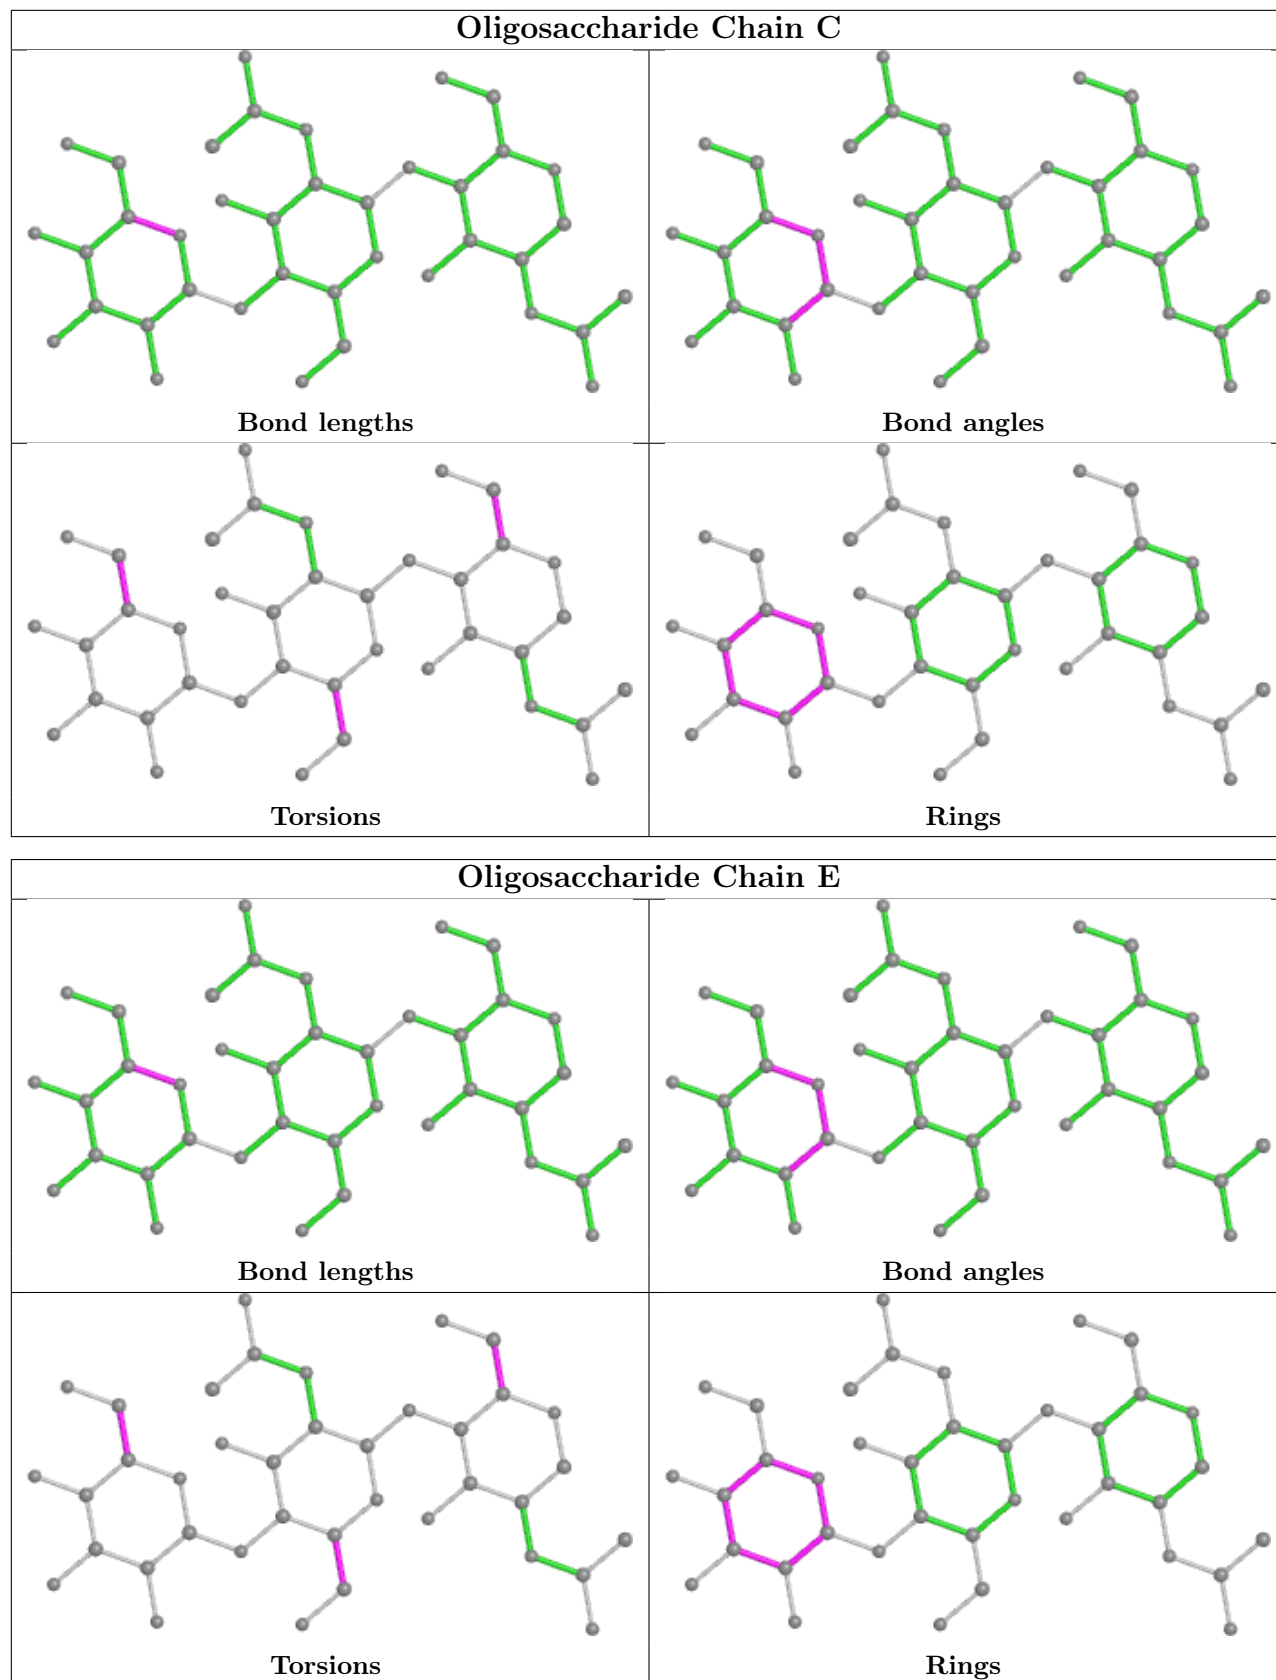 Oligosaccharide Chain C
Bond lengths
Bond angles
Torsions
Rings
Oligosaccharide Chain E
Bond lengths
Bond angles
Torsions
Rings